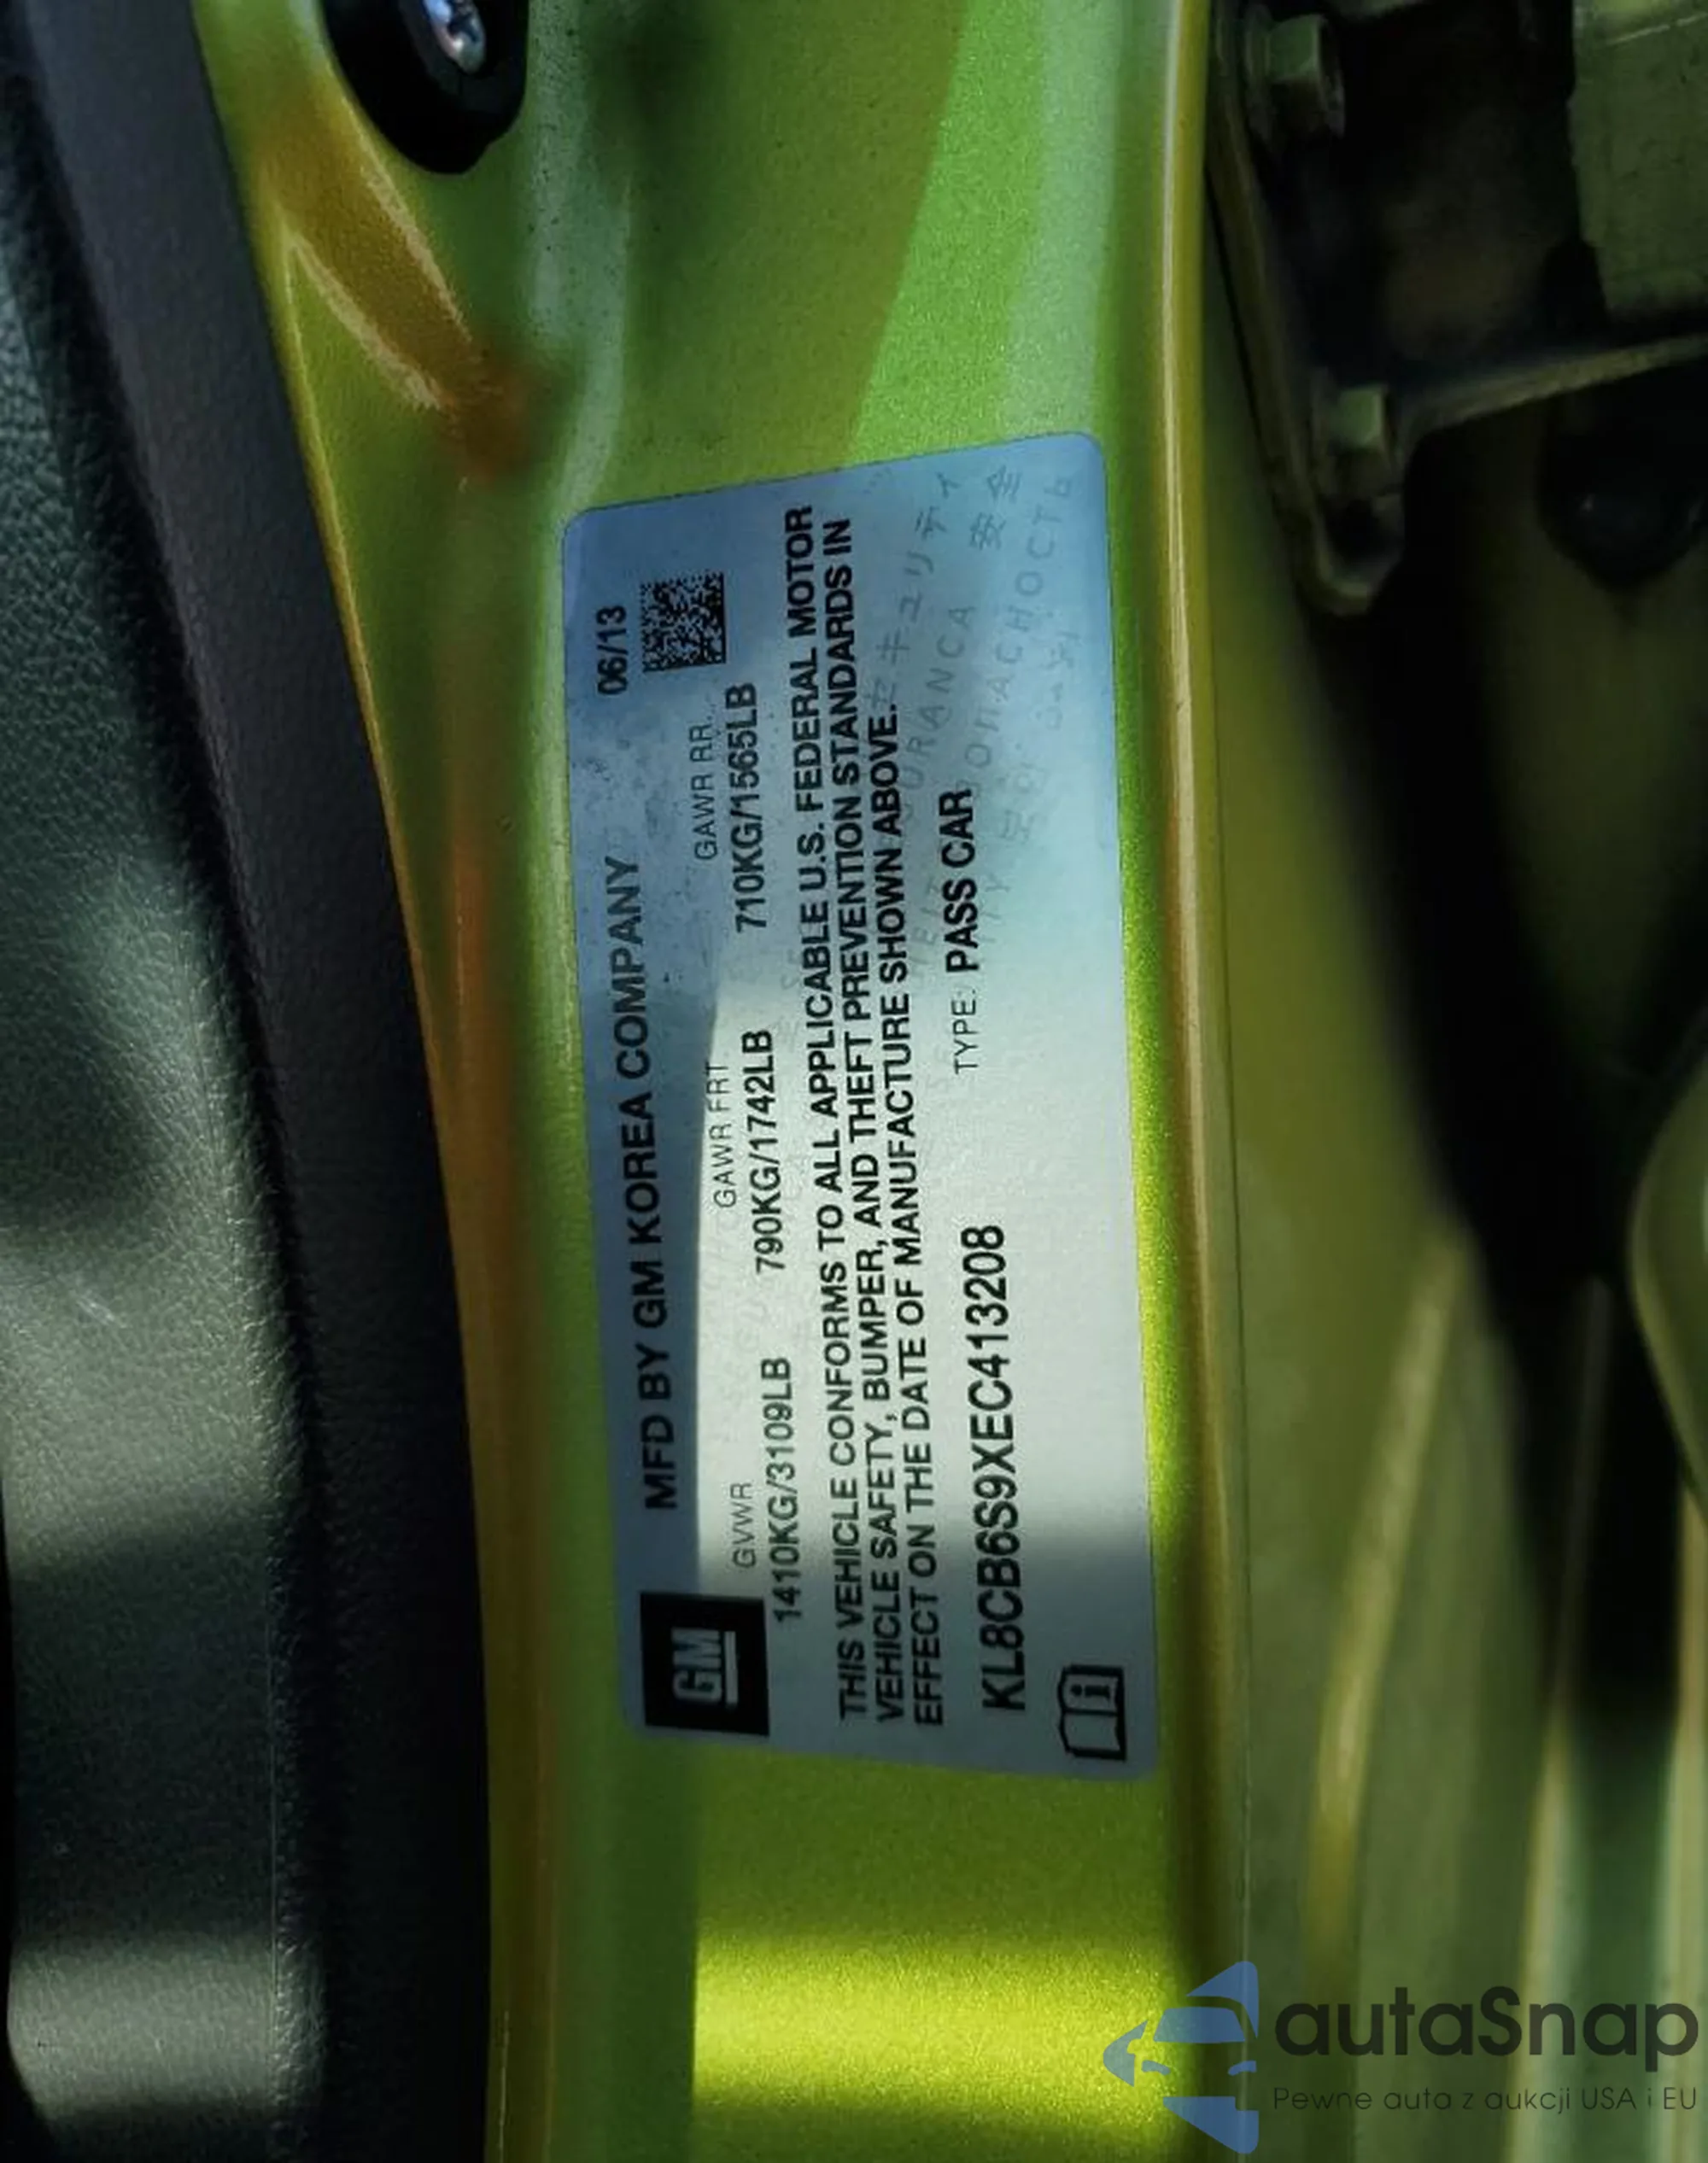 MFD BY GM KOREA COMPANY 06/13
GM
GVWR GAWR FRT GAWR RR
1410KG/3109LB 790KG/1742LB 710KG/1565LB
THIS VEHICLE CONFORMS TO ALL APPLICABLE U.S. FEDERAL MOTOR
VEHICLE SAFETY, BUMPER, AND THEFT PREVENTION STANDARDS IN
EFFECT ON THE DATE OF MANUFACTURE SHOWN ABOVE.
KL8CB6S9XEC413208 TYPE: PASS CAR
安全
autaSnap
Pewne auta z aukcji USA i EU